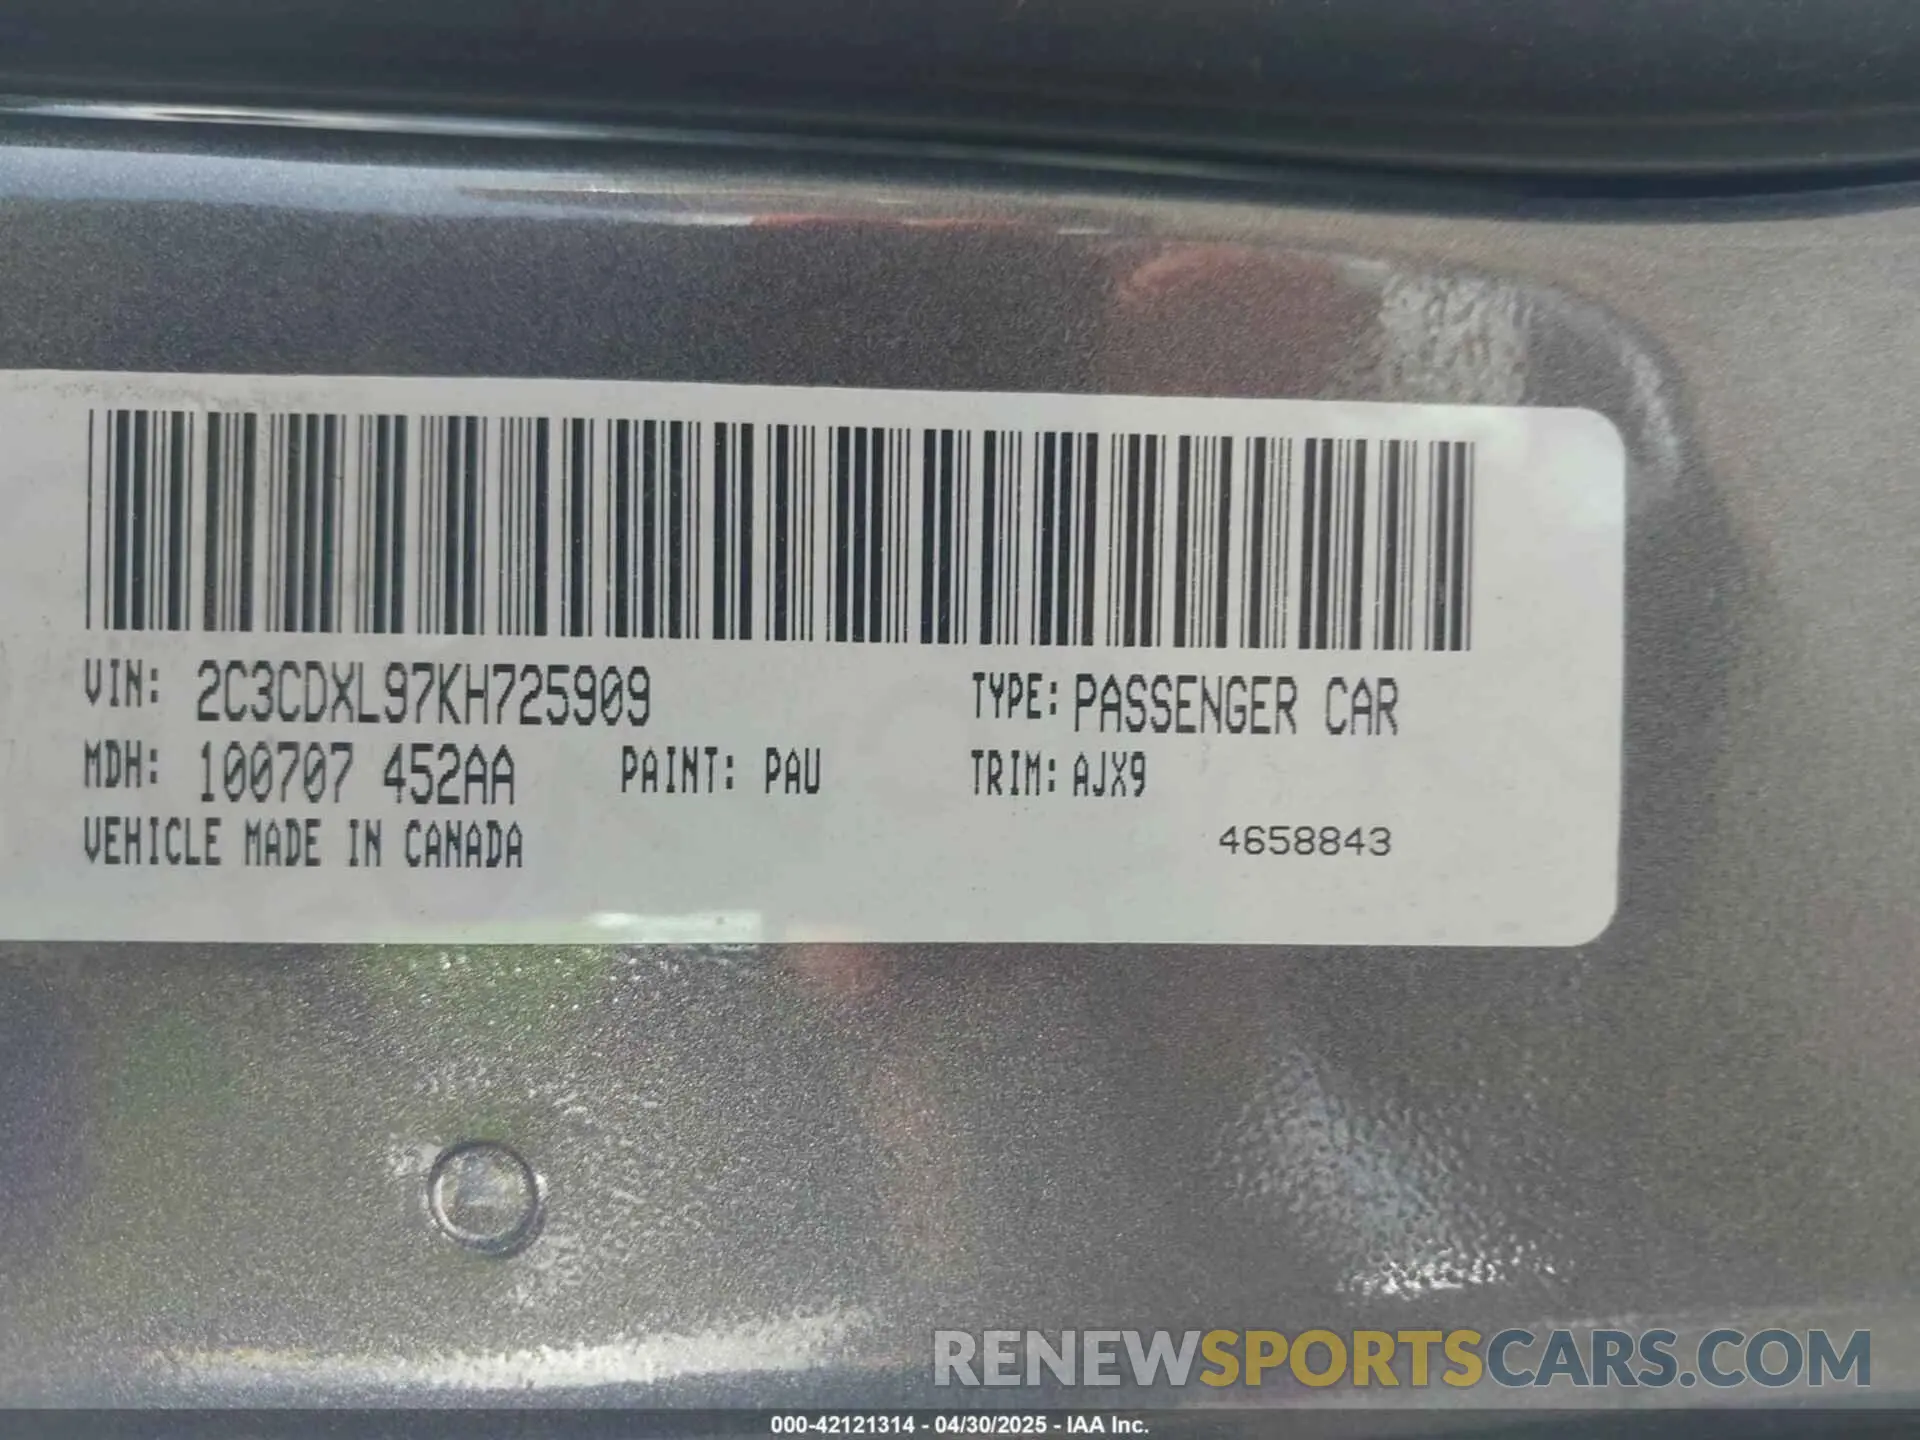 VIN: 2C3CDXL97KH725909 TYPE: PASSENGER CAR
MDH: 100707 452AA PAINT: PAU TRIM: AJX9
VEHICLE MADE IN CANADA
4658843
RENEWSPORTSCARS.COM
000-42121314 - 04/30/2025 - IAA Inc.